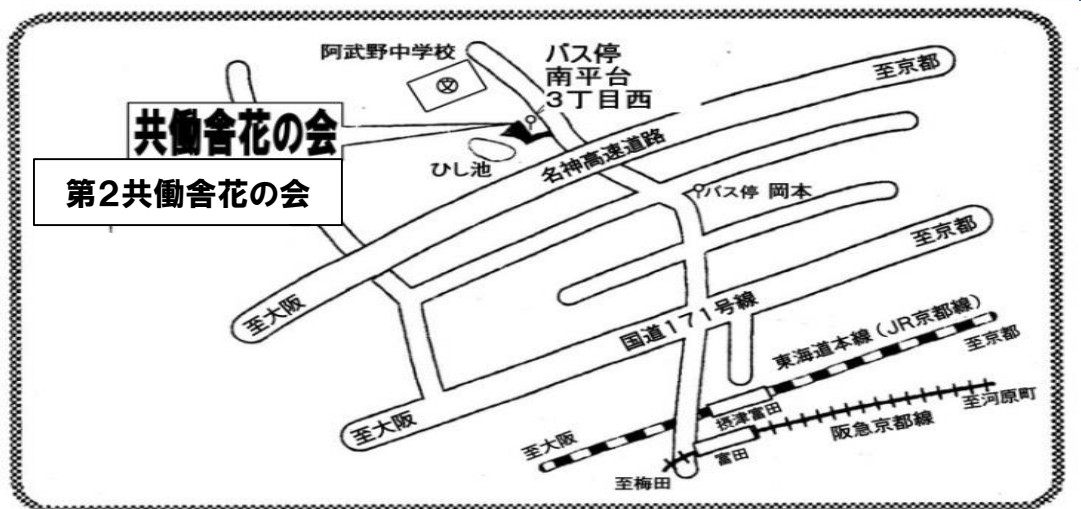 阿武野中学校
文
バス停
南平台
3丁目西
至京都
共働舎花の会
第2共働舎花の会
ひし池
名神高速道路
バス停 岡本
至京都
至大阪
国道171号線
東海道本線(JR京都線)
至京都
至大阪
摂津富田
至河原町
至大阪
阪急京都線
富田
至梅田